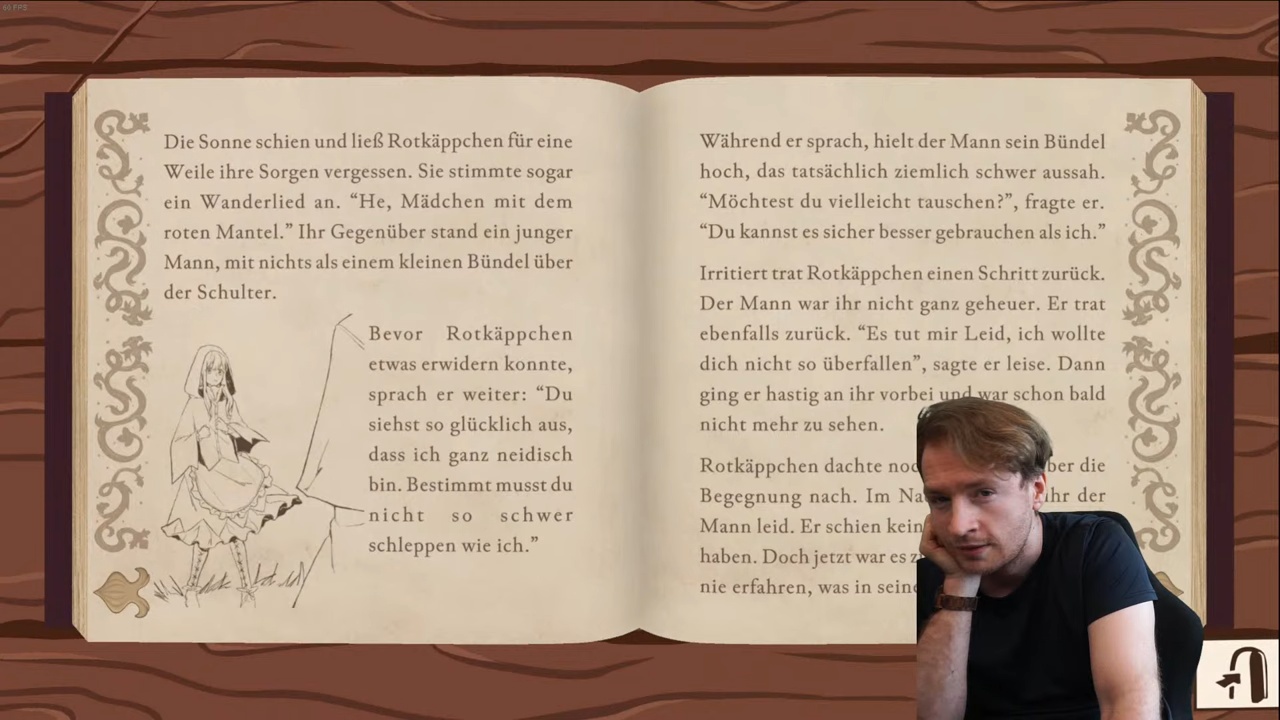 60 FPS
Die Sonne schien und ließ Rotkäppchen für eine
Weile ihre Sorgen vergessen. Sie stimmte sogar
ein Wanderlied an. “He, Mädchen mit dem
roten Mantel.” Ihr Gegenüber stand ein junger
Mann, mit nichts als einem kleinen Bündel über
der Schulter.
Bevor Rotkäppchen
etwas erwidern konnte,
sprach er weiter: “Du
siehst so glücklich aus,
dass ich ganz neidisch
bin. Bestimmt musst du
nicht so schwer
schleppen wie ich.”
Während er sprach, hielt der Mann sein Bündel
hoch, das tatsächlich ziemlich schwer aussah.
“Möchtest du vielleicht tauschen?”, fragte er.
“Du kannst es sicher besser gebrauchen als ich.”
Irritiert trat Rotkäppchen einen Schritt zurück.
Der Mann war ihr nicht ganz geheuer. Er trat
ebenfalls zurück. “Es tut mir Leid, ich wollte
dich nicht so überfallen”, sagte er leise. Dann
ging er hastig an ihr vorbei und war schon bald
nicht mehr zu sehen.
Rotkäppchen dachte die
Begegnung nach. Im ihr der
Mann leid. Er schien
haben. Doch jetzt war es
nie erfahren, was in